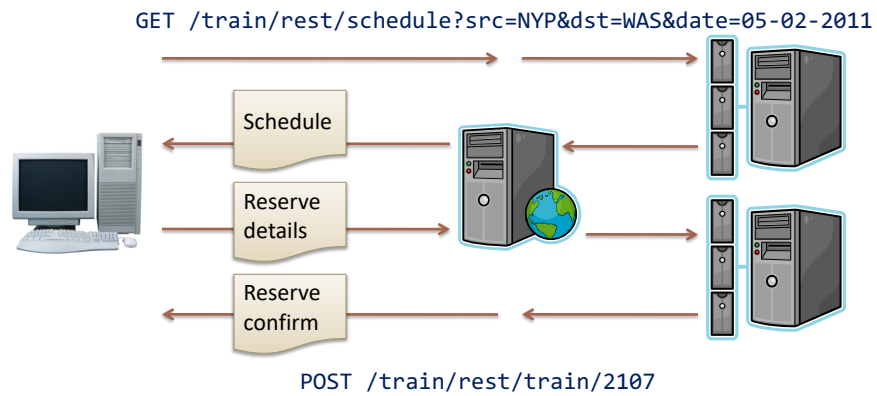 GET /train/rest/schedule?src=NYP&dst=WAS&date=05-02-2011
Schedule
Reserve
details
Reserve
confirm
POST /train/rest/train/2107